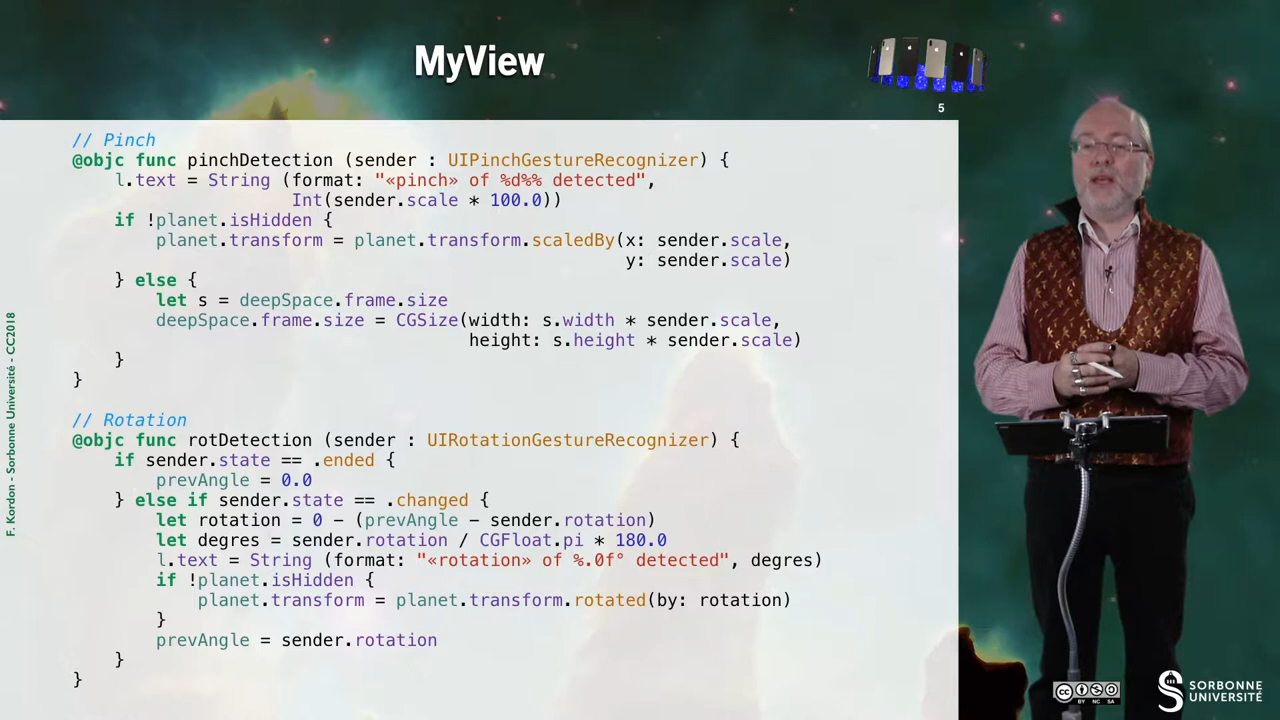 MyView
5
// Pinch
@objc func pinchDetection (sender : UIPinchGestureRecognizer) {
l.text = String (format: "«pinch» of %d%% detected",
Int(sender.scale * 100.0))
if !planet.isHidden {
planet.transform = planet.transform.scaledBy(x: sender.scale,
y: sender.scale)
} else {
let s = deepSpace.frame.size
deepSpace.frame.size = CGSize(width: s.width * sender.scale,
height: s.height * sender.scale)
}
}
// Rotation
@objc func rotDetection (sender : UIRotationGestureRecognizer) {
if sender.state == .ended {
prevAngle = 0.0
} else if sender.state == .changed {
let rotation = 0 - (prevAngle - sender.rotation)
let degres = sender.rotation / CGFloat.pi * 180.0
l.text = String (format: "«rotation» of %.0f° detected", degres)
if !planet.isHidden {
planet.transform = planet.transform.rotated(by: rotation)
}
prevAngle = sender.rotation
}
}
F. Kordon - Sorbonne Université - CC2018
cc
BY NC SA
S SORBONNE
UNIVERSITÉ